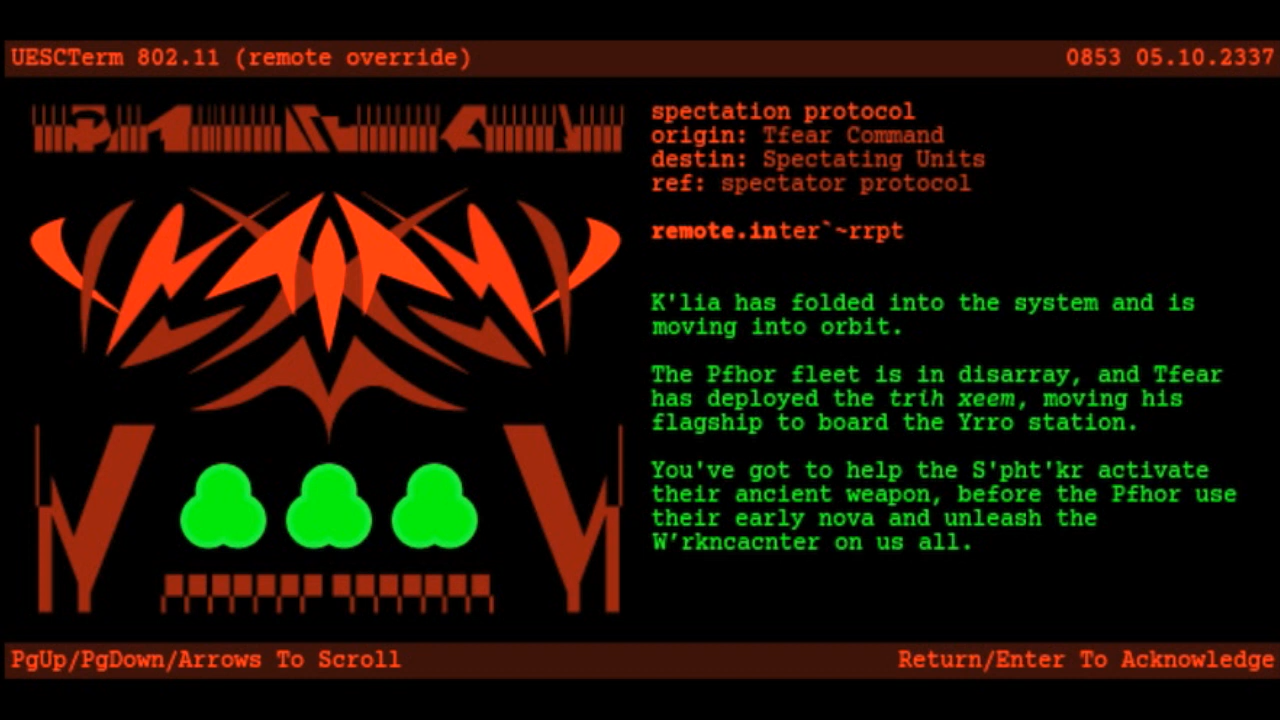 UESCTerm 802.11 (remote override)
0853 05.10.2337
spectation protocol
origin: Tfear Command
destin: Spectating Units
ref: spectator protocol
remote.inter`~rrpt
K'lia has folded into the system and is
moving into orbit.
The Pfhor fleet is in disarray, and Tfear
has deployed the trih xeem, moving his
flagship to board the Yrro station.
You've got to help the S'pht'kr activate
their ancient weapon, before the Pfhor use
their early nova and unleash the
W’rkncacnter on us all.
PgUp/PgDown/Arrows To Scroll
Return/Enter To Acknowledge